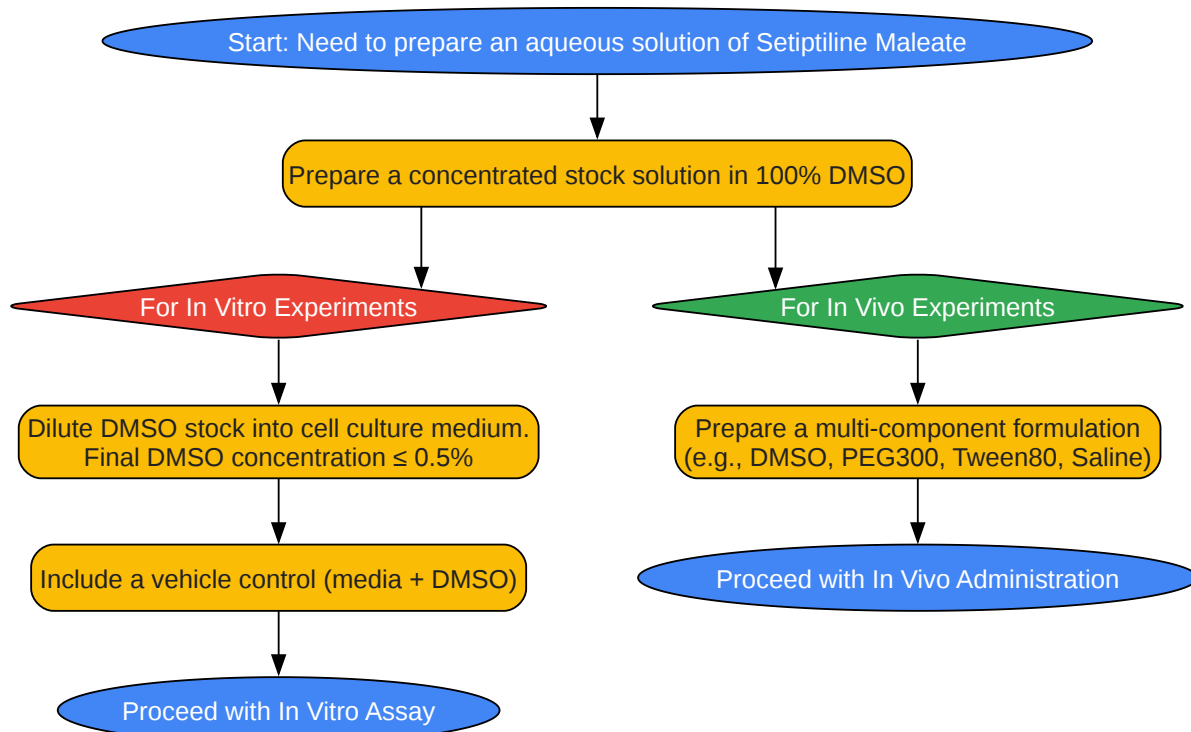 Start: Need to prepare an aqueous solution of Setiptiline Maleate
Prepare a concentrated stock solution in 100% DMSO
For In Vitro Experiments
For In Vivo Experiments
Dilute DMSO stock into cell culture medium.
Final DMSO concentration ≤ 0.5%
Prepare a multi-component formulation
(e.g., DMSO, PEG300, Tween80, Saline)
Include a vehicle control (media + DMSO)
Proceed with In Vivo Administration
Proceed with In Vitro Assay